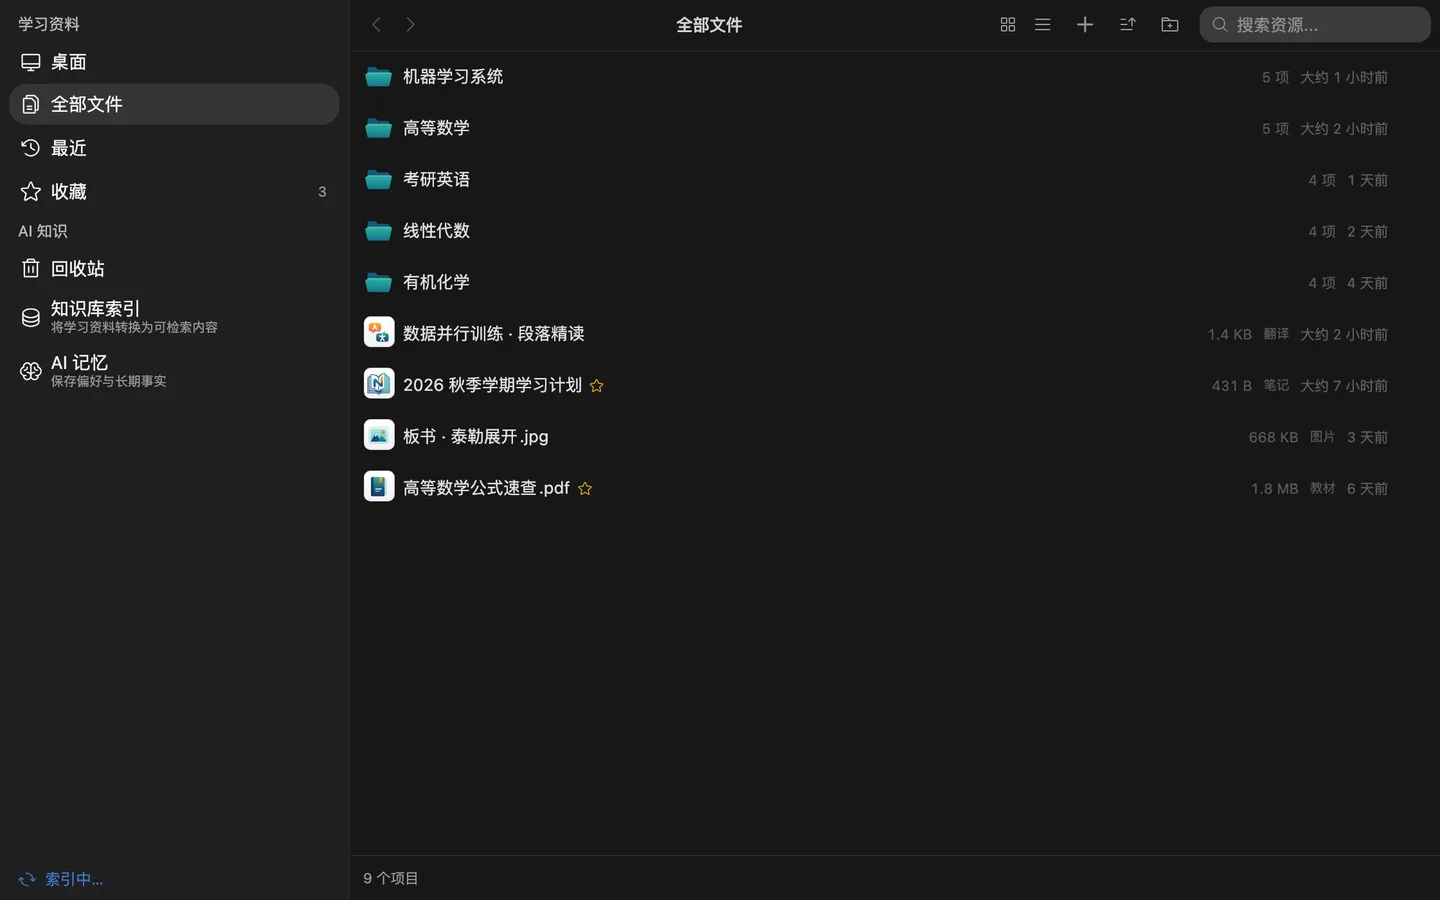 学习资料
桌面
全部文件
最近
收藏 3
AI 知识
回收站
知识库索引
将学习资料转换为可检索内容
AI 记忆
保存偏好与长期事实
索引中...
全部文件
搜索资源...
机器学习系统 5 项 大约 1 小时前
高等数学 5 项 大约 2 小时前
考研英语 4 项 1 天前
线性代数 4 项 2 天前
有机化学 4 项 4 天前
数据并行训练 · 段落精读 1.4 KB 翻译 大约 2 小时前
2026 秋季学期学习计划 431 B 笔记 大约 7 小时前
板书 · 泰勒展开.jpg 668 KB 图片 3 天前
高等数学公式速查.pdf 1.8 MB 教材 6 天前
9 个项目